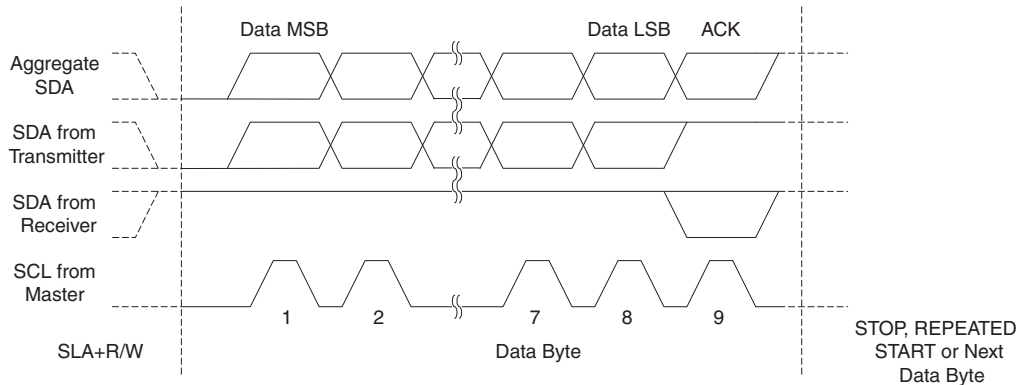 Data MSB
Data LSB
ACK
Aggregate
SDA
SDA from
Transmitter
SDA from
Receiver
SCL from
Master
1
2
7
8
9
SLA+R/W
Data Byte
STOP, REPEATED
START or Next
Data Byte